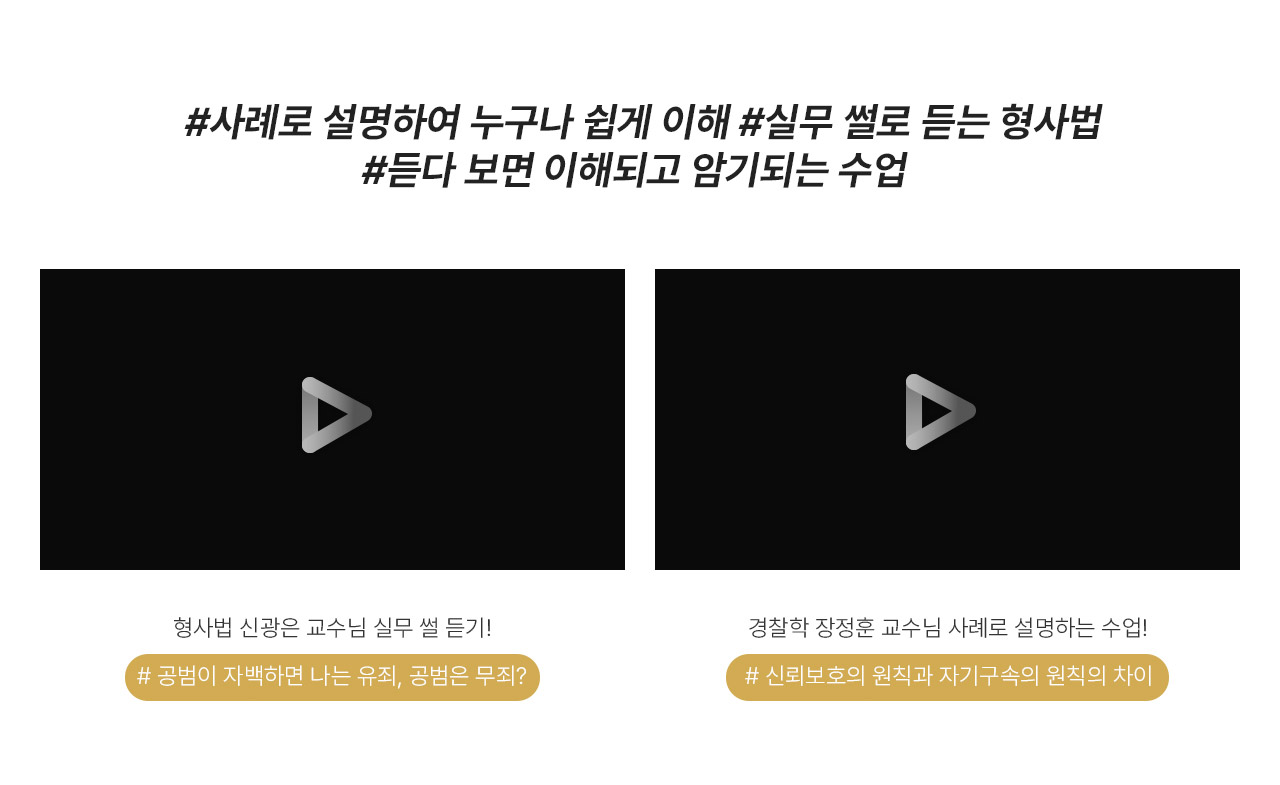 #사례로 설명하여 누구나 쉽게 이해 #실무 썰로 듣는 형사법
#듣다 보면 이해되고 암기되는 수업
형사법 신광은 교수님 실무 썰 듣기!
# 공범이 자백하면 나는 유죄, 공범은 무죄?
경찰학 장정훈 교수님 사례로 설명하는 수업!
# 신뢰보호의 원칙과 자기구속의 원칙의 차이